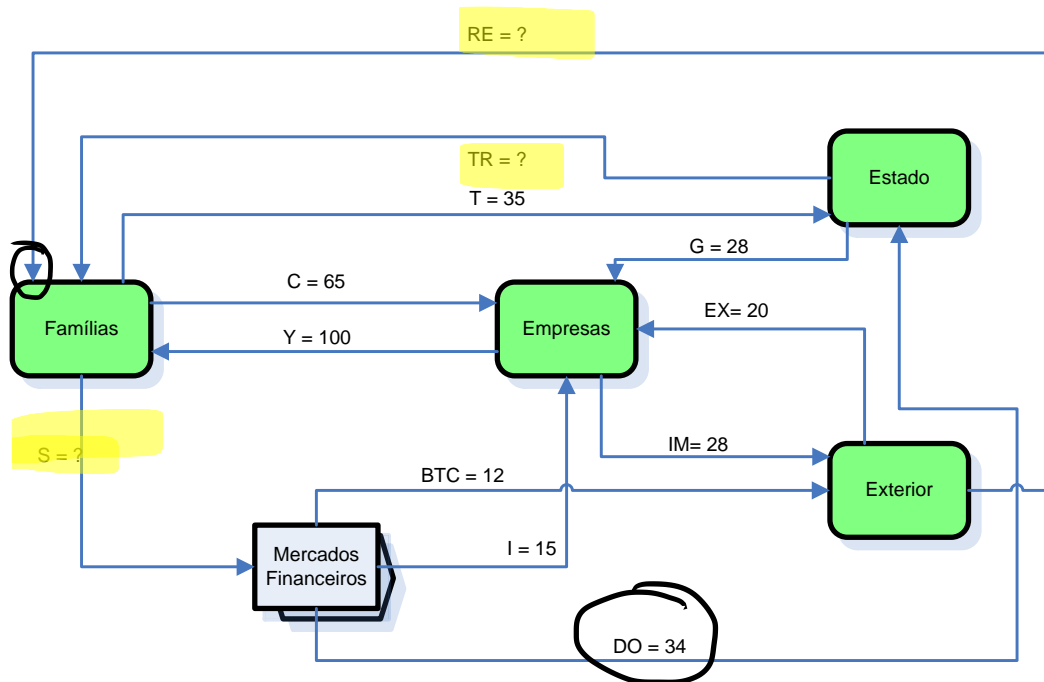 RE = ?
TR = ?
Estado
T = 35
G = 28
C = 65
EX= 20
Famílias
Empresas
Y = 100
S = ?
IM= 28
BTC = 12
Exterior
Mercados
Financeiros
I = 15
DO = 34